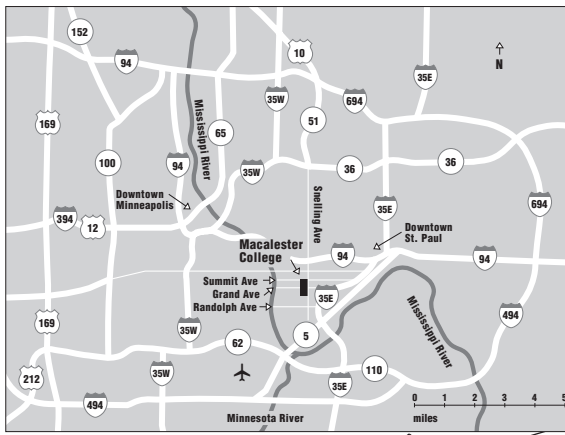 152
94
10
N
35E
35W
694
169
Mississippi River
51
65
100
94
35W
36
36
Snelling Ave
Downtown
Minneapolis
35E
694
394
12
Downtown
St. Paul
Macalester
College
94
94
Summit Ave
Grand Ave
Randolph Ave
35E
Mississippi River
494
169
35W
62
5
212
35W
110
35E
494
Minnesota River
0 1 2 3 4 5
miles